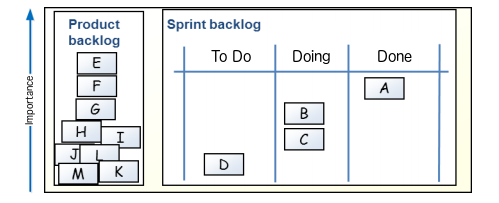 Importance
Product
backlog
E
F
G
H
I
J
L
M
K
Sprint backlog
To Do
Doing
Done
A
B
C
D